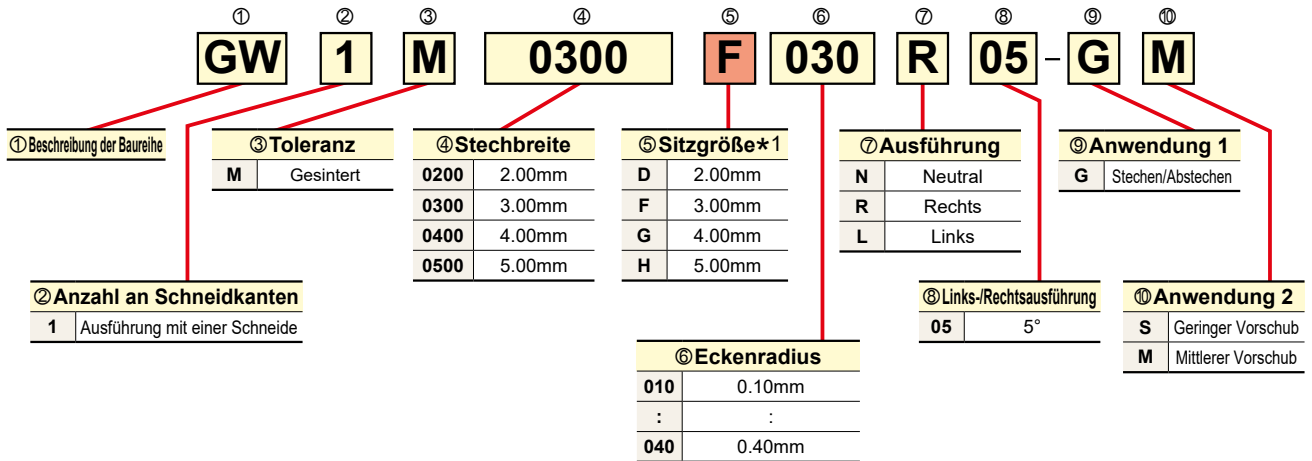 ① ② ③ ④ ⑤ ⑥ ⑦ ⑧ ⑨ ⑩
GW 1 M 0300 F 030 R 05 - G M
①Beschreibung der Baureihe
③Toleranz
M Gesintert
④Stechbreite
0200 2.00mm
0300 3.00mm
0400 4.00mm
0500 5.00mm
⑤Sitzgröße*1
D 2.00mm
F 3.00mm
G 4.00mm
H 5.00mm
⑦Ausführung
N Neutral
R Rechts
L Links
⑨Anwendung 1
G Stechen/Abstechen
②Anzahl an Schneidkanten
1 Ausführung mit einer Schneide
⑧Links-/Rechtsausführung
05 5°
⑩Anwendung 2
S Geringer Vorschub
M Mittlerer Vorschub
⑥Eckenradius
010 0.10mm
: :
040 0.40mm